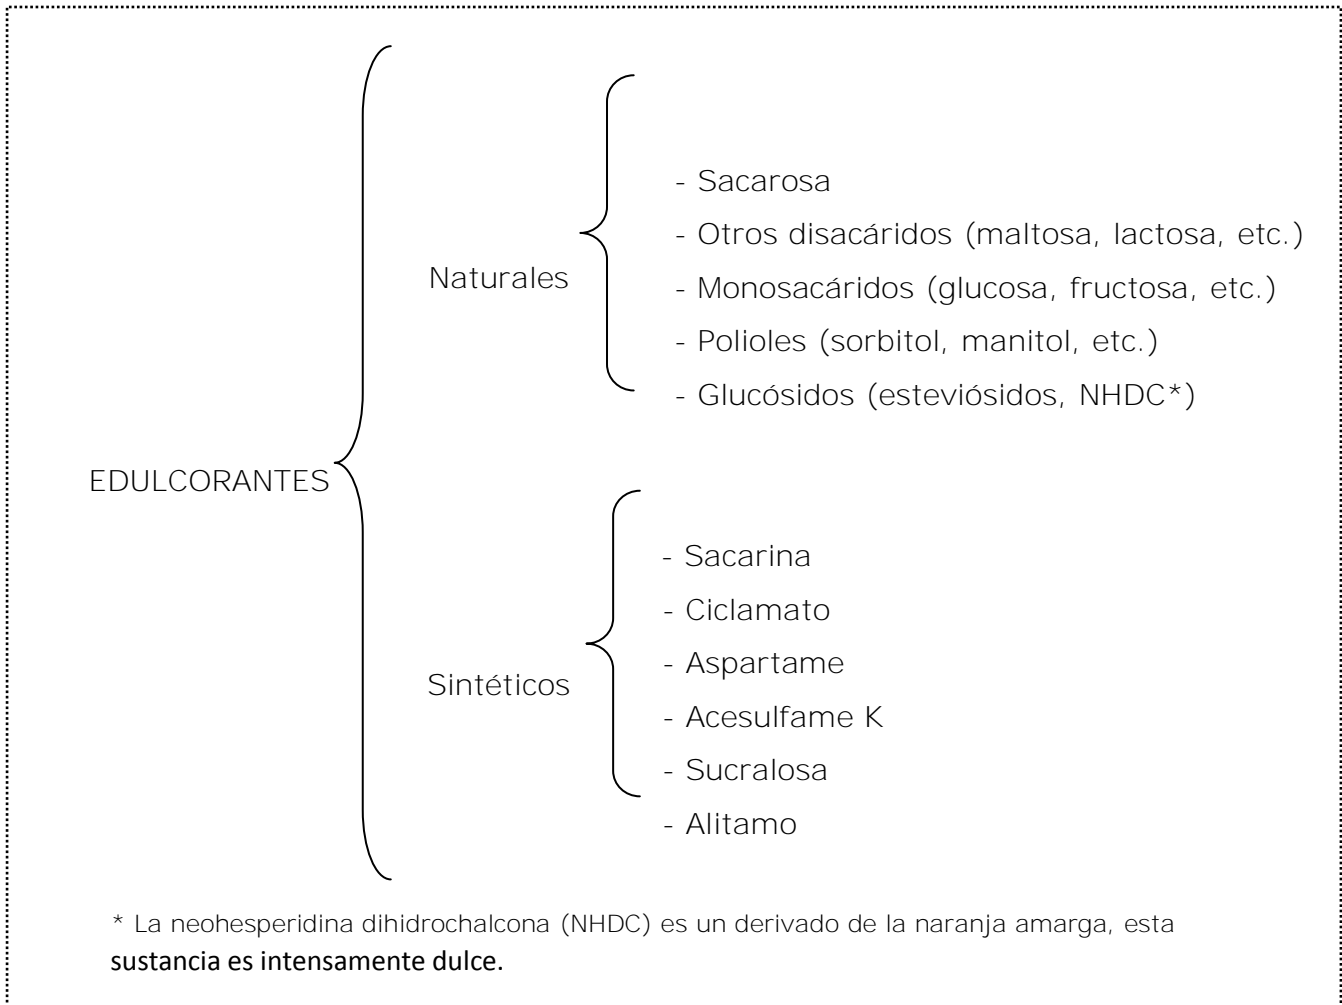 - Sacarosa
- Otros disacáridos (maltosa, lactosa, etc.)
Naturales
- Monosacáridos (glucosa, fructosa, etc.)
- Polioles (sorbitol, manitol, etc.)
- Glucósidos (esteviósidos, NHDC*)
EDULCORANTES
- Sacarina
- Ciclamato
- Aspartame
Sintéticos
- Acesulfame K
- Sucralosa
- Alitamo
* La neohesperidina dihidrochalcona (NHDC) es un derivado de la naranja amarga, esta
sustancia es intensamente dulce.